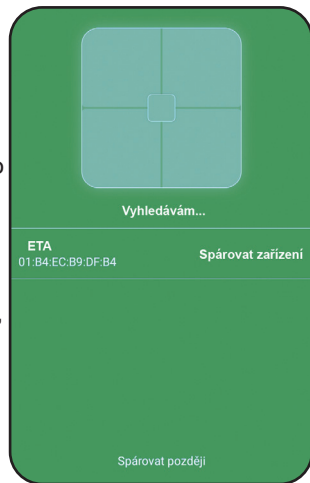 Vyhledávám...
ETA
01:B4:EC:B9:DF:B4
Spárovat zařízení
Spárovat později